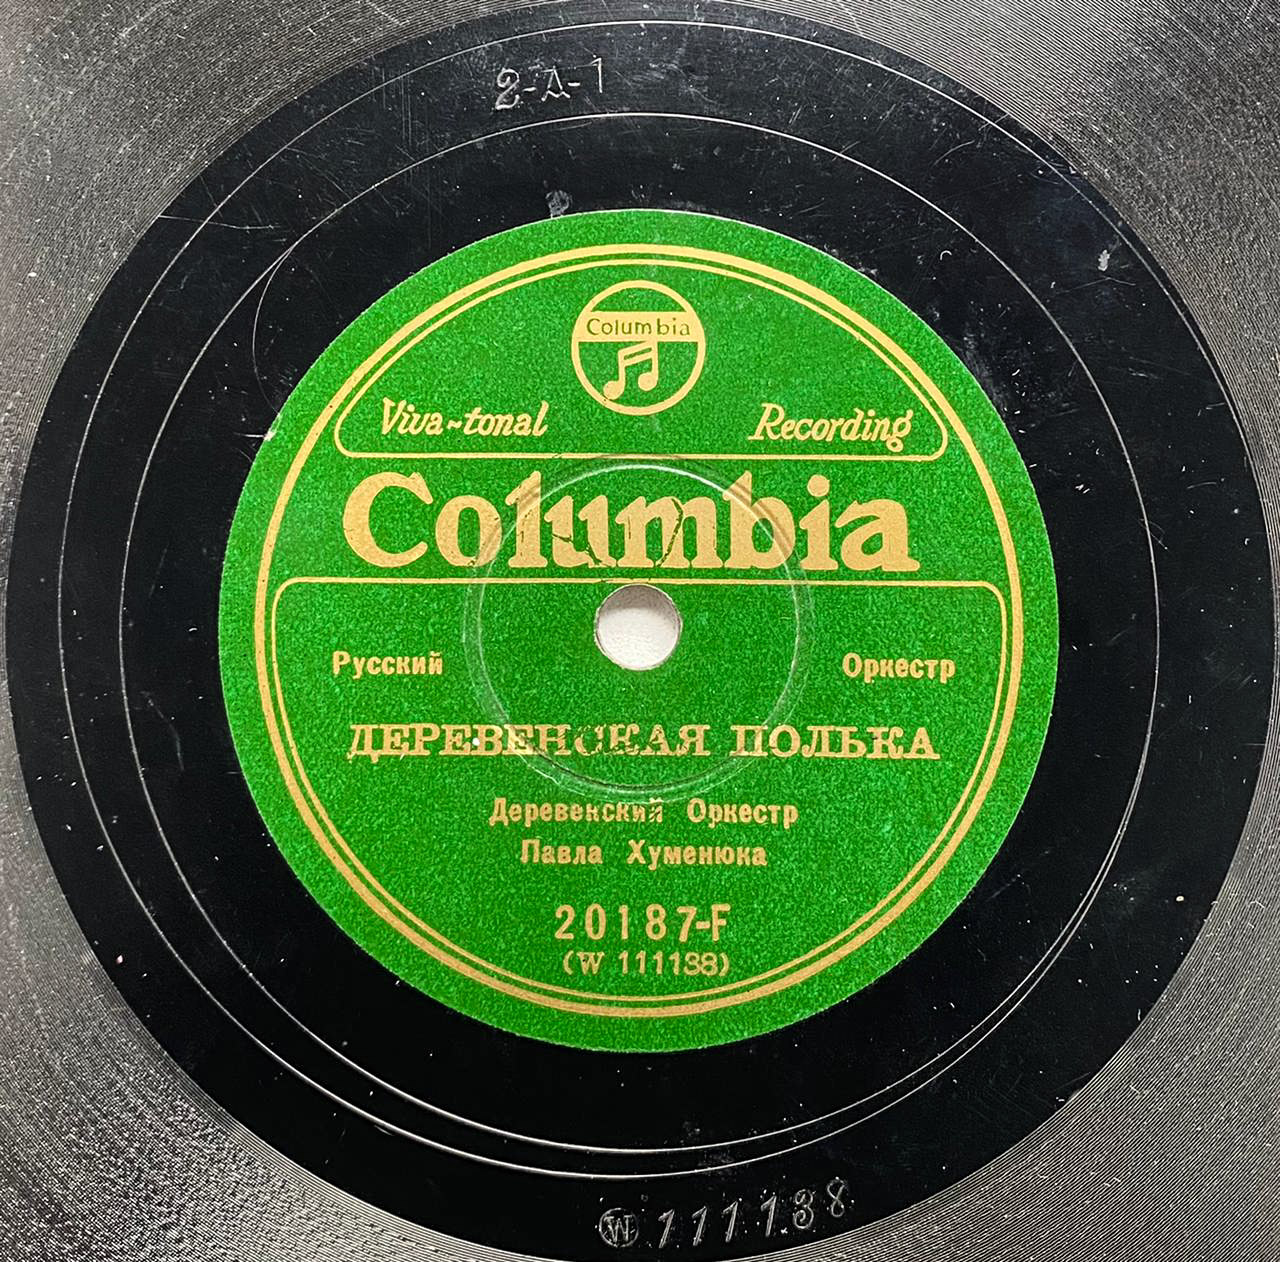 2-A-1
Columbia
Viva-tonal Recording
Columbia
Русский Оркестр
ДЕРЕВЕНСКАЯ ПОЛЬКА
Деревенский Оркестр
Павла Хуменюка
20187-F
(W 111138)
W 111138